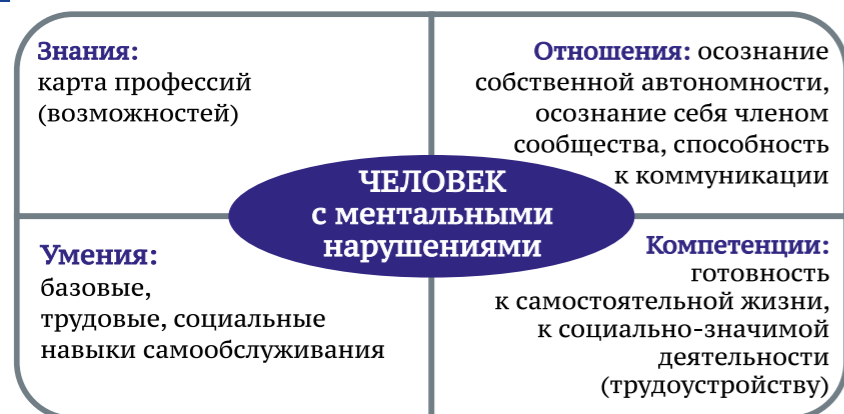 Знания:
карта профессий
(возможностей)
Отношения: осознание
собственной автономности,
осознание себя членом
сообщества, способность
к коммуникации
ЧЕЛОВЕК
с ментальными
нарушениями
Умения:
базовые,
трудовые, социальные
навыки самообслуживания
Компетенции:
готовность
к самостоятельной жизни,
к социально-значимой
деятельности
(трудоустройству)